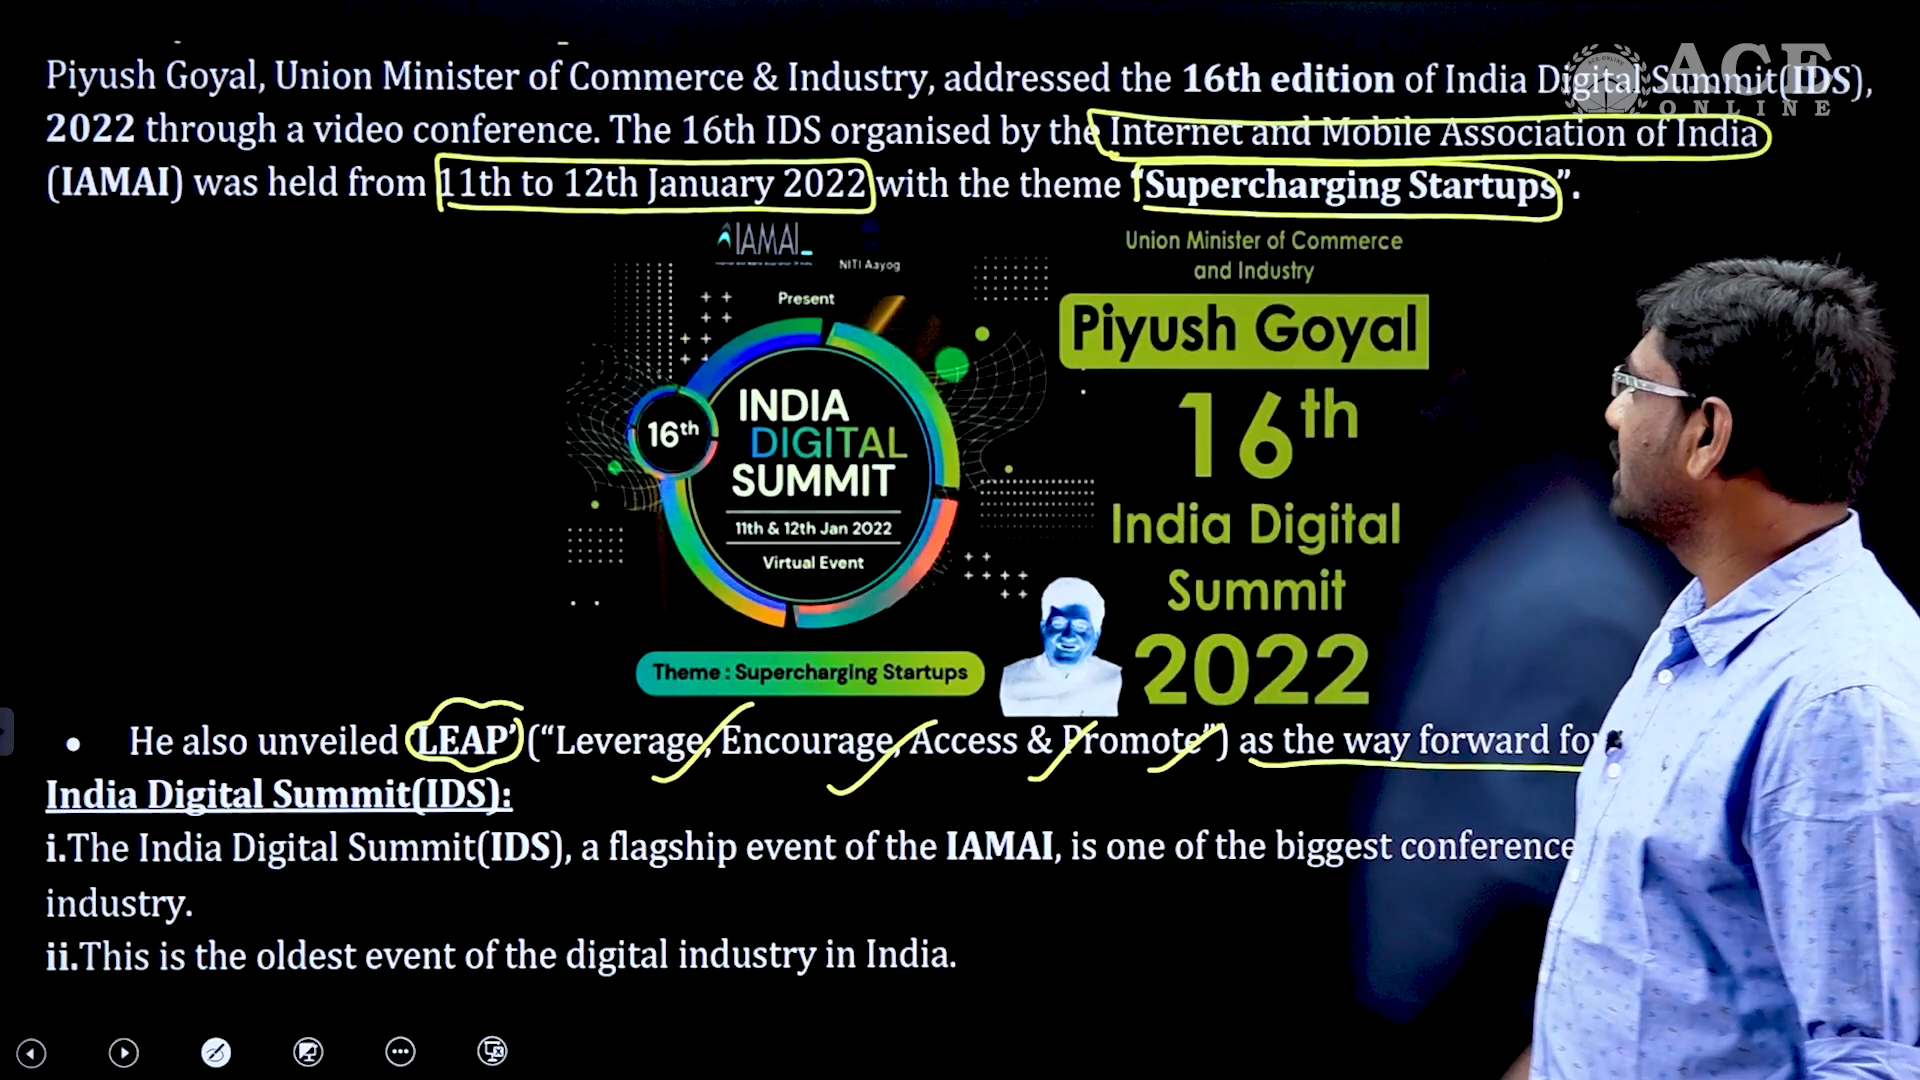 Piyush Goyal, Union Minister of Commerce & Industry, addressed the 16th edition of India Digital Summit(IDS),
2022 through a video conference. The 16th IDS organised by the Internet and Mobile Association of India
(IAMAI) was held from 11th to 12th January 2022 with the theme "Supercharging Startups".
ACE
ONLINE
IAMAI
NITI Aayog
Present
16th
INDIA
DIGITAL
SUMMIT
11th & 12th Jan 2022
Virtual Event
Theme : Supercharging Startups
Union Minister of Commerce
and Industry
Piyush Goyal
16th
India Digital
Summit
2022
• He also unveiled 'LEAP' ("Leverage, Encourage, Access & Promote") as the way forward for
India Digital Summit(IDS):
i.The India Digital Summit(IDS), a flagship event of the IAMAI, is one of the biggest conference
industry.
ii.This is the oldest event of the digital industry in India.